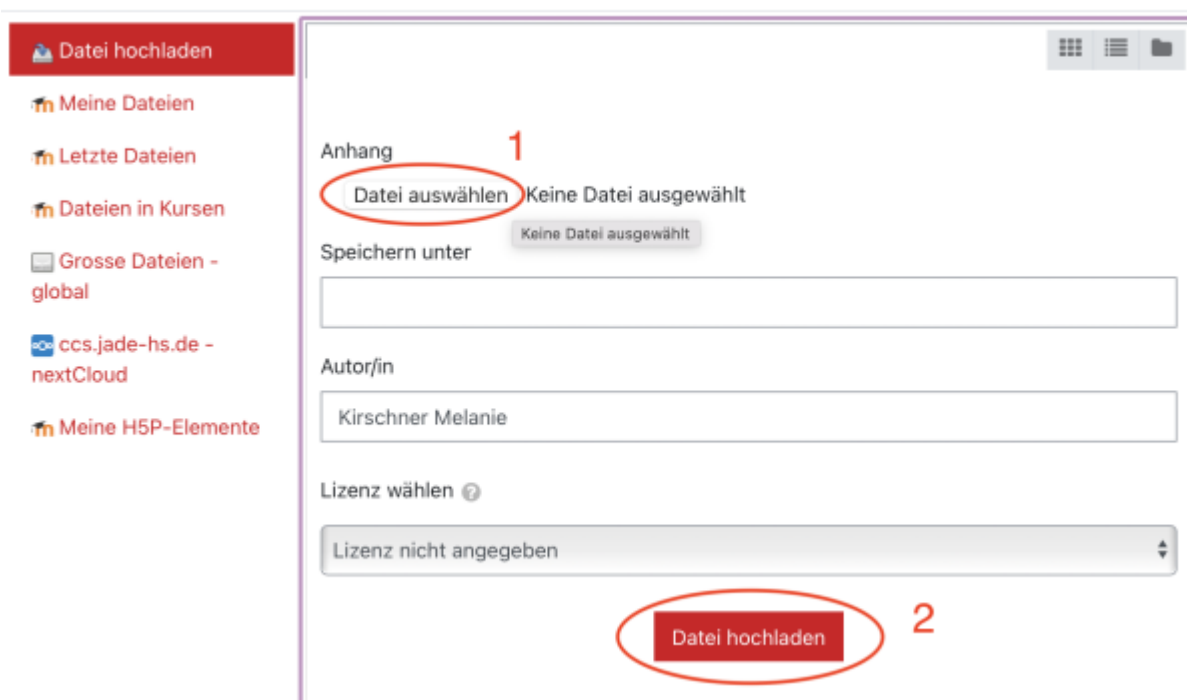 Datei hochladen
Meine Dateien
Letzte Dateien
Dateien in Kursen
Grosse Dateien -
global
ccs.jade-hs.de -
nextCloud
Meine H5P-Elemente
Anhang
1
Datei auswählen Keine Datei ausgewählt
Keine Datei ausgewählt
Speichern unter
Autor/in
Kirschner Melanie
Lizenz wählen ?
Lizenz nicht angegeben
Datei hochladen
2